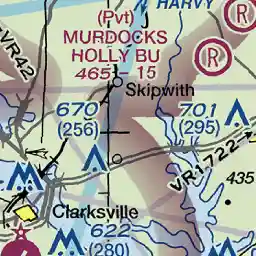 HARVY
(Pvt)
MURDOCKS
HOLLY BU
465 15
R
R
VR42
Skipwith
670
(256)
701
(295)
VR1722→
435
Clarksville
622
(280)